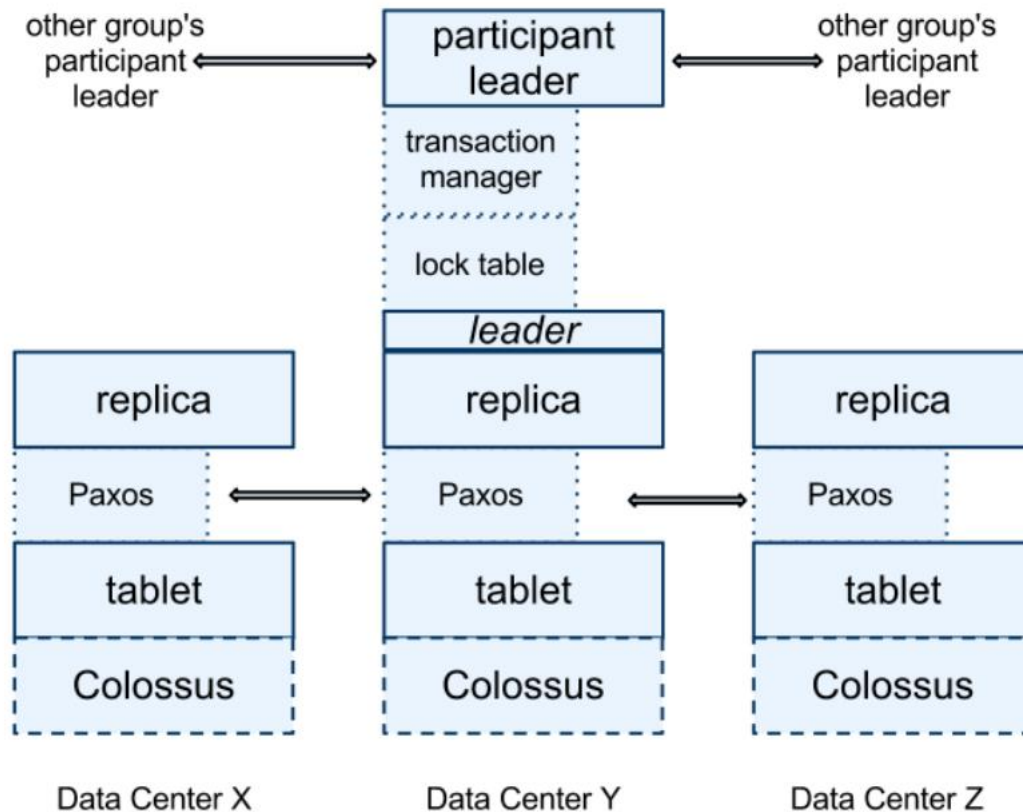 other group's
participant
leader
participant
leader
other group's
participant
leader
transaction
manager
lock table
leader
replica
replica
replica
Paxos
Paxos
Paxos
tablet
tablet
tablet
Colossus
Colossus
Colossus
Data Center X
Data Center Y
Data Center Z